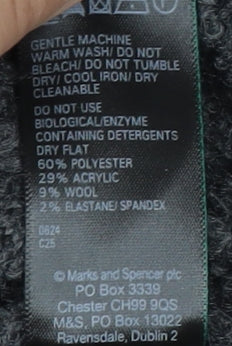 GENTLE MACHINE
WARM WASH/ DO NOT
BLEACH/ DO NOT TUMBLE
DRY/ COOL IRON/ DRY
CLEANABLE
DO NOT USE
BIOLOGICAL/ENZYME
CONTAINING DETERGENTS
DRY FLAT
60% POLYESTER
29% ACRYLIC
9% WOOL
2% ELASTANE/ SPANDEX
0624
C25
© Marks and Spencer plc
PO Box 3339
Chester CH99 9QS
M&S, PO Box 13022
Ravensdale, Dublin 2